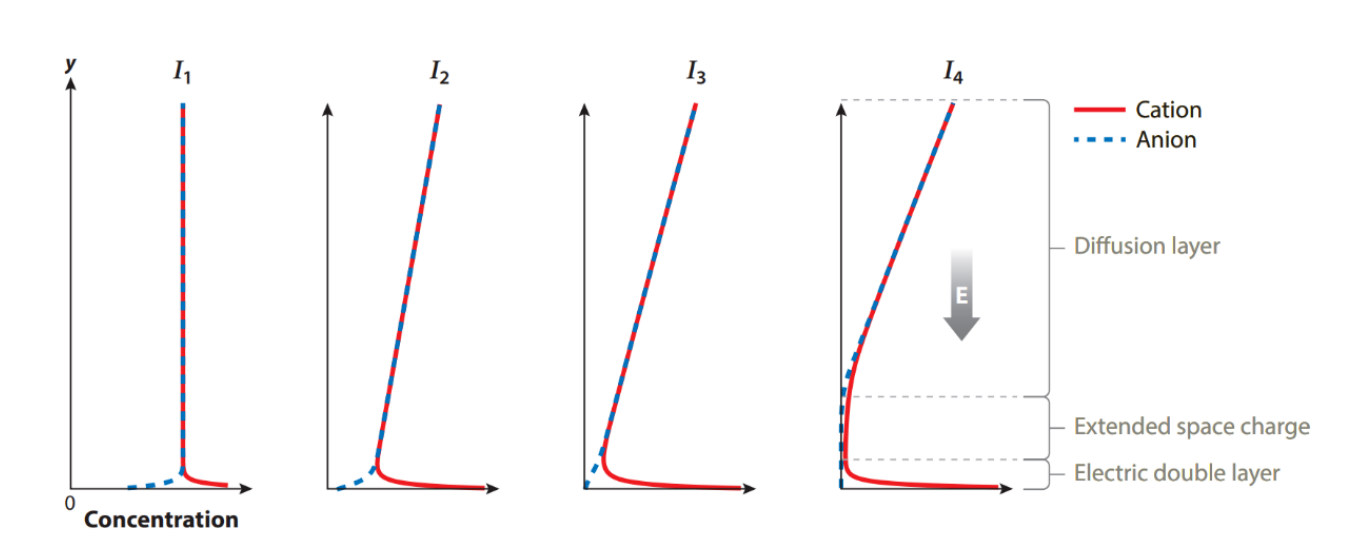 y
I₁
I₂
I₃
I₄
Cation
Anion
Diffusion layer
E
Extended space charge
Electric double layer
0
Concentration